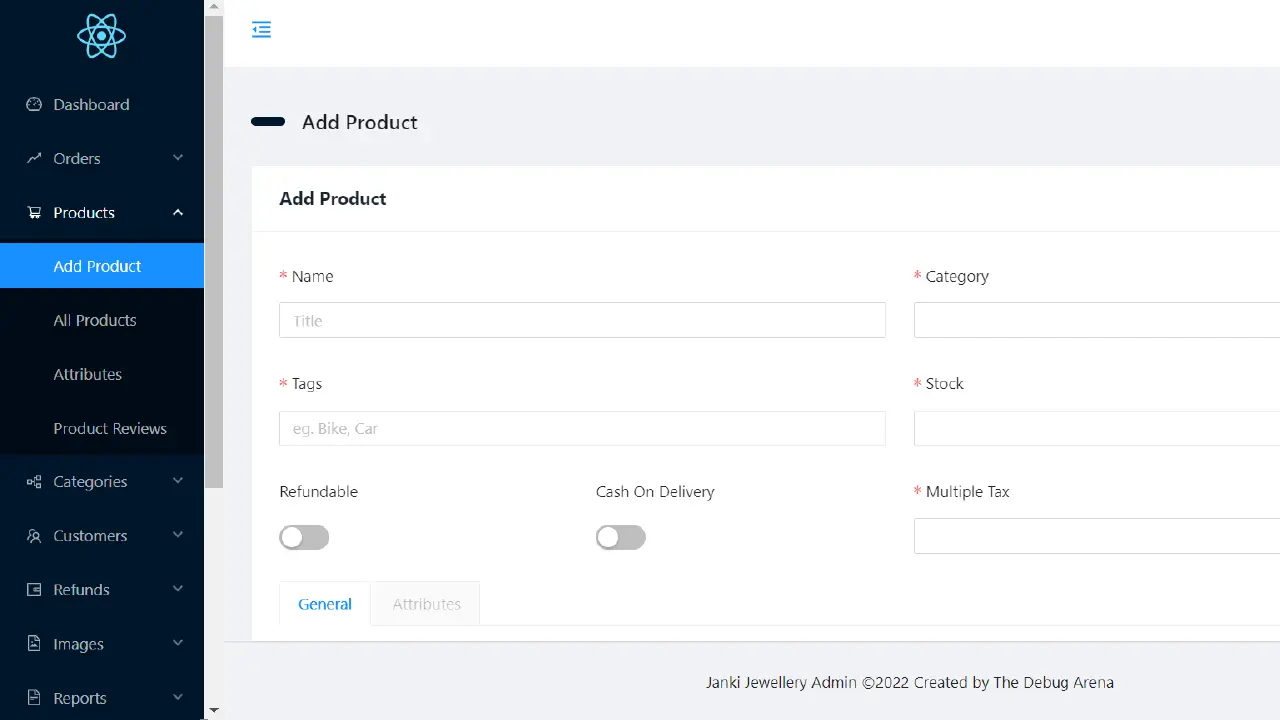 Dashboard
Orders
Products
Add Product
All Products
Attributes
Product Reviews
Categories
Customers
Refunds
Images
Reports
Add Product
Add Product
* Name
* Category
Title
* Tags
* Stock
eg. Bike, Car
Refundable
Cash On Delivery
* Multiple Tax
General
Attributes
Janki Jewellery Admin ©2022 Created by The Debug Arena